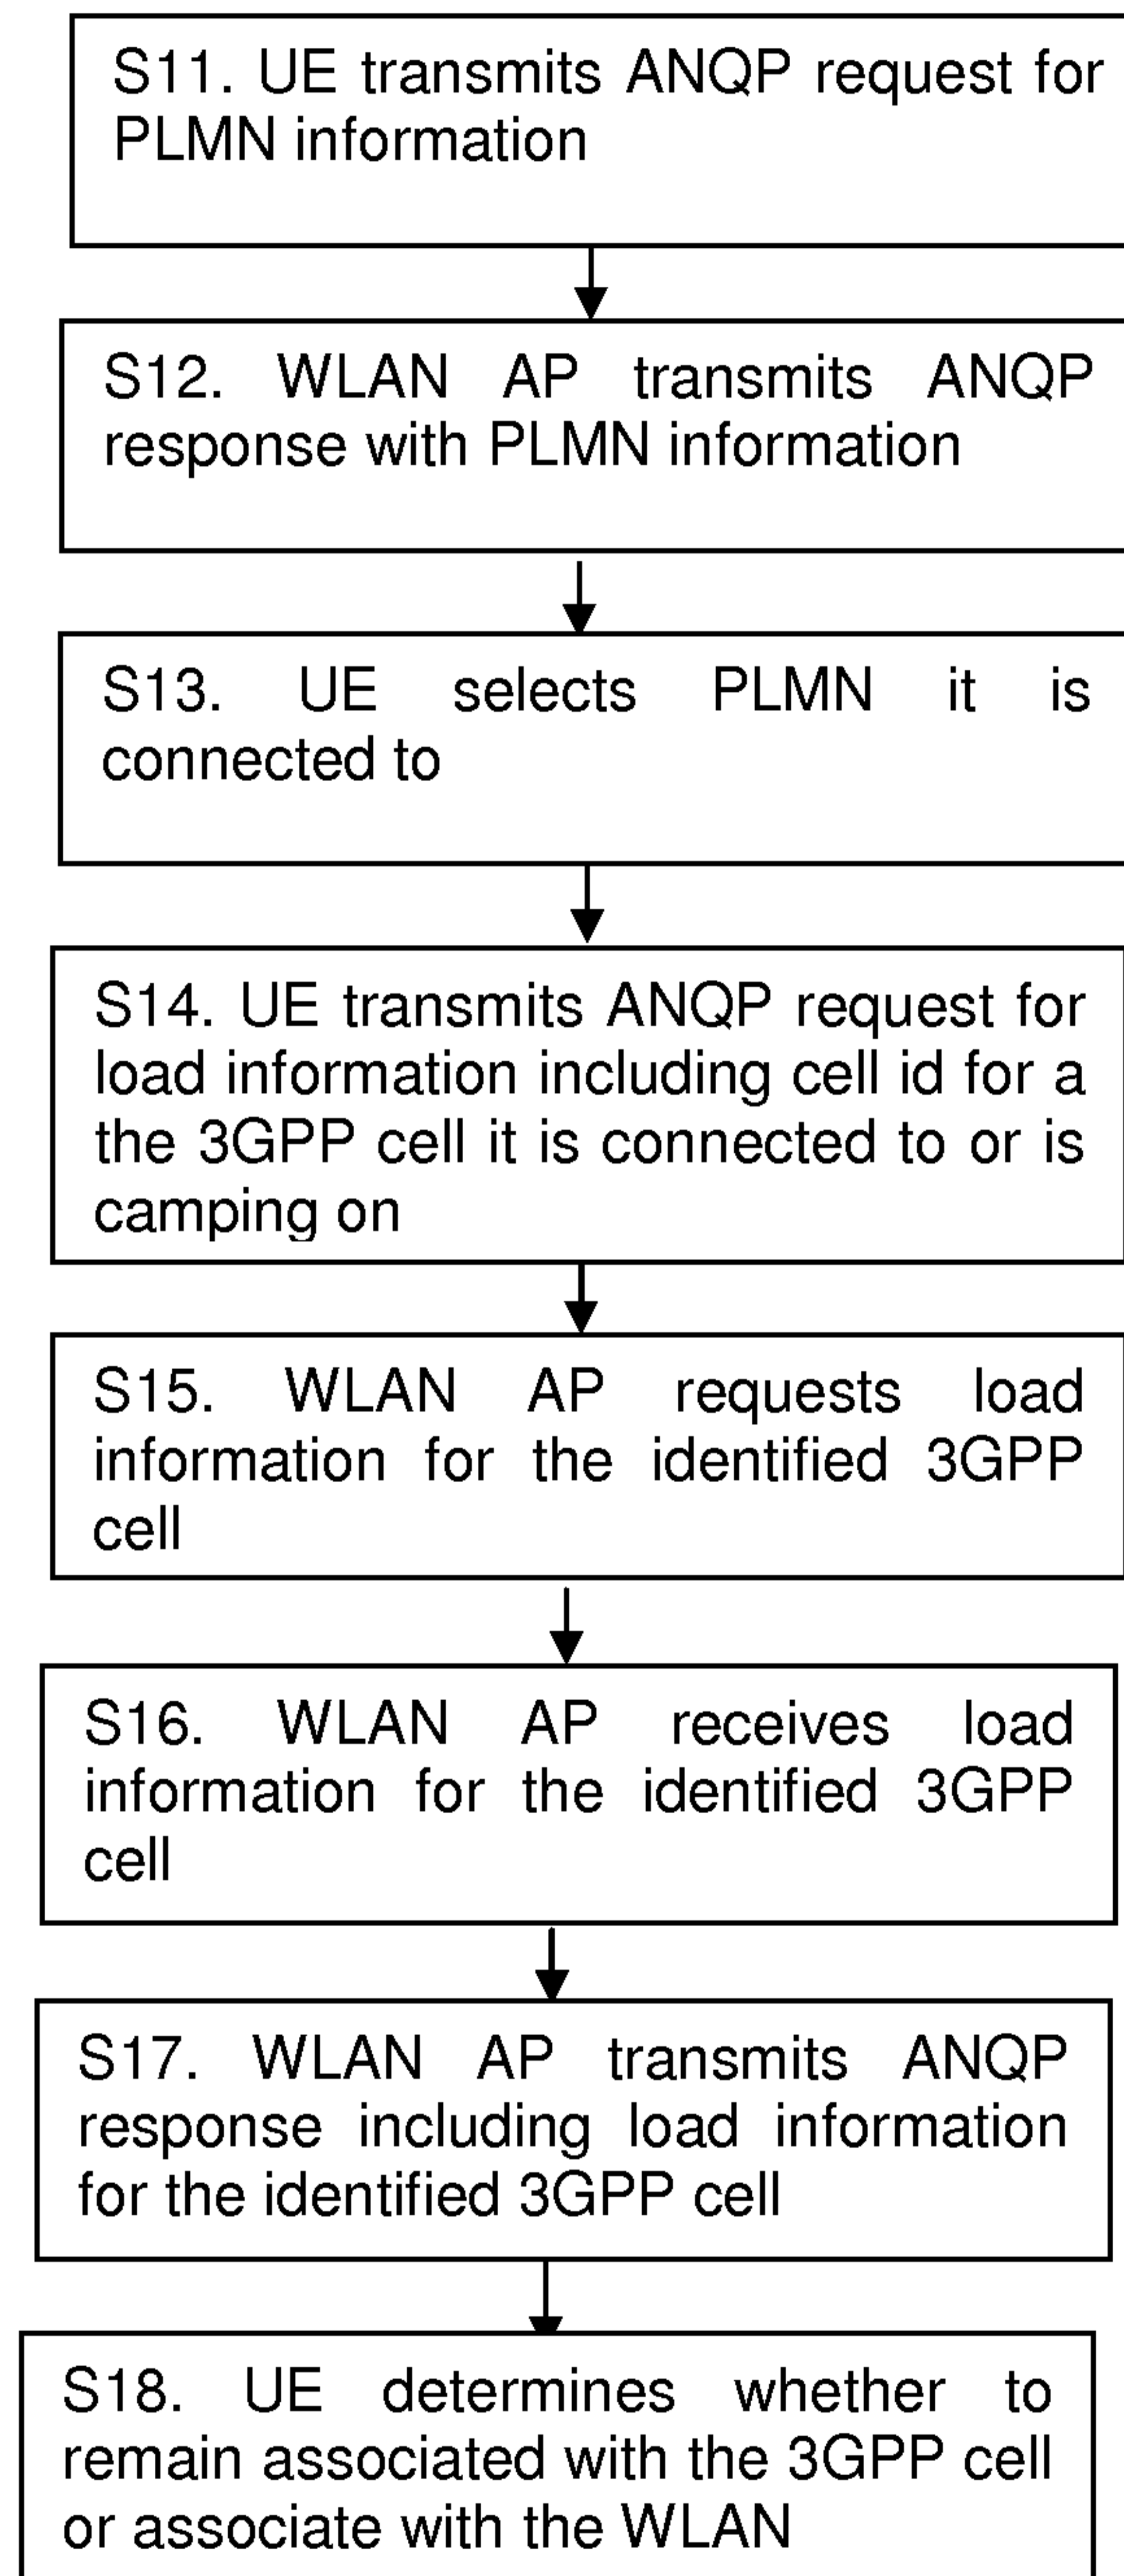 S11. UE transmits ANQP request for
PLMN information
S12. WLAN AP transmits ANQP
response with PLMN information
S13. UE selects PLMN it is
connected to
S14. UE transmits ANQP request for
load information including cell id for a
the 3GPP cell it is connected to or is
camping on
S15. WLAN AP requests load
information for the identified 3GPP
cell
S16. WLAN AP receives load
information for the identified 3GPP
cell
S17. WLAN AP transmits ANQP
response including load information
for the identified 3GPP cell
S18. UE determines whether to
remain associated with the 3GPP cell
or associate with the WLAN